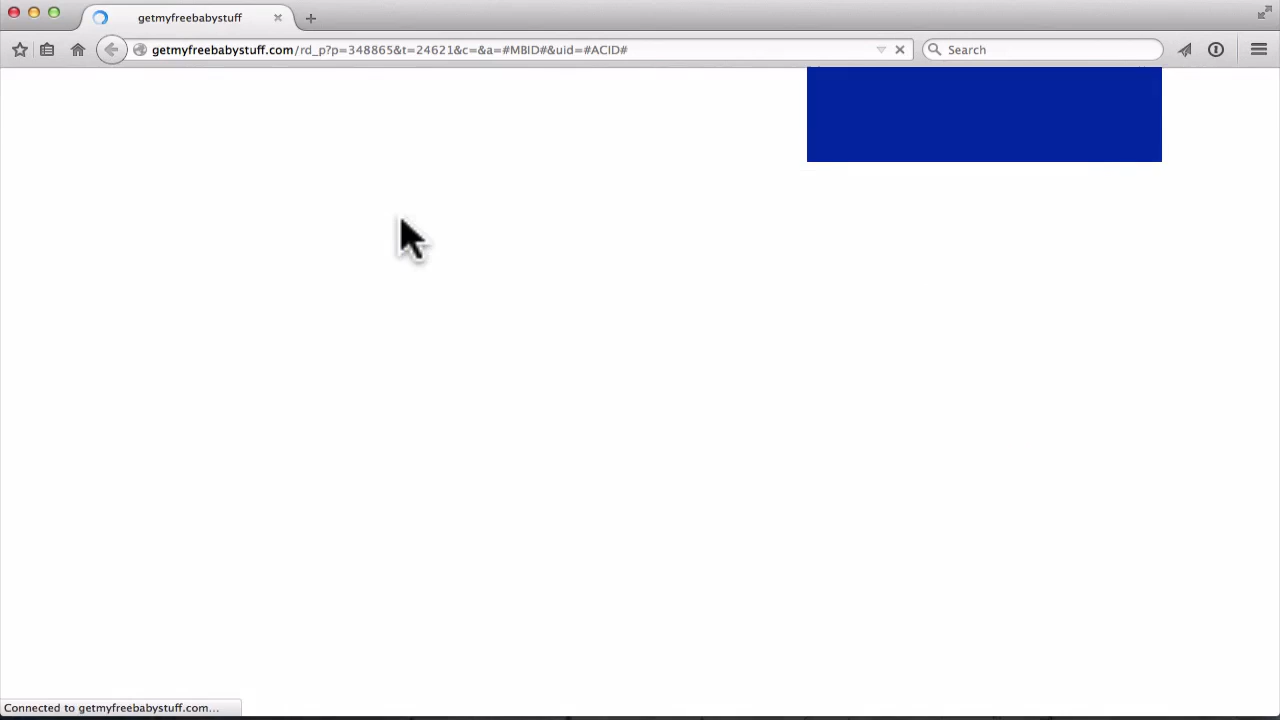 getmyfreebabystuff
getmyfreebabystuff.com/rd_p?p=348865&t=24621&c=&a=#MBID#&uid=#ACID#
Search
Connected to getmyfreebabystuff.com...